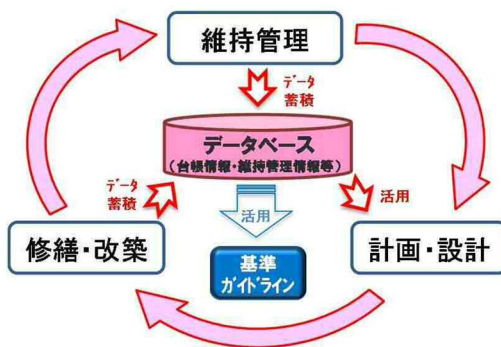 維持管理
データ
蓄積
データベース
(台帳情報・維持管理情報等)
データ
蓄積
活用
活用
修繕・改築
計画・設計
基準
ガイドライン